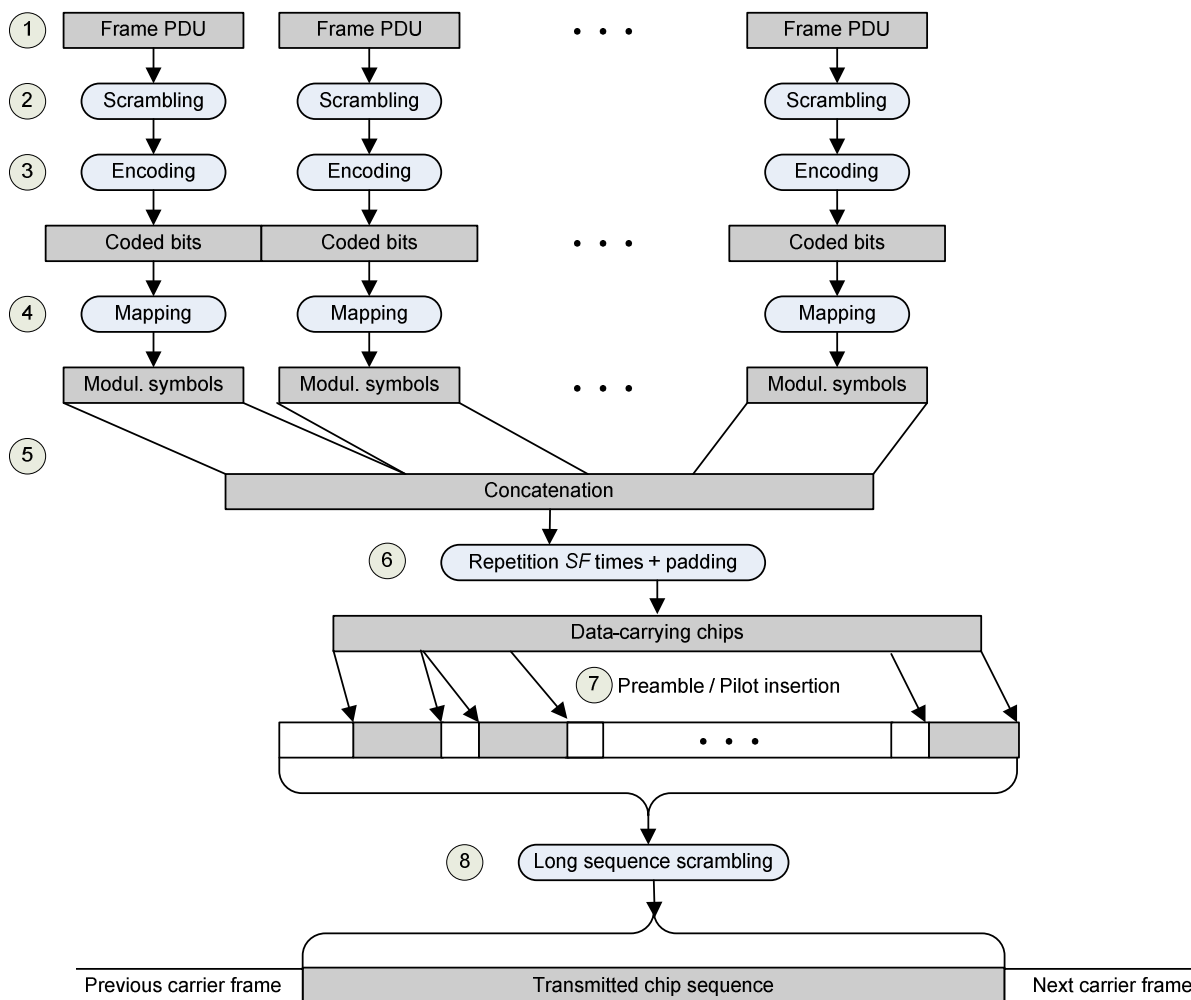 1 Frame PDU Frame PDU • • • Frame PDU
2 Scrambling Scrambling Scrambling
3 Encoding Encoding Encoding
Coded bits Coded bits • • • Coded bits
4 Mapping Mapping Mapping
Modul. symbols Modul. symbols • • • Modul. symbols
5
Concatenation
6 Repetition SF times + padding
Data-carrying chips
7 Preamble / Pilot insertion
• • •
8 Long sequence scrambling
Previous carrier frame Transmitted chip sequence Next carrier frame